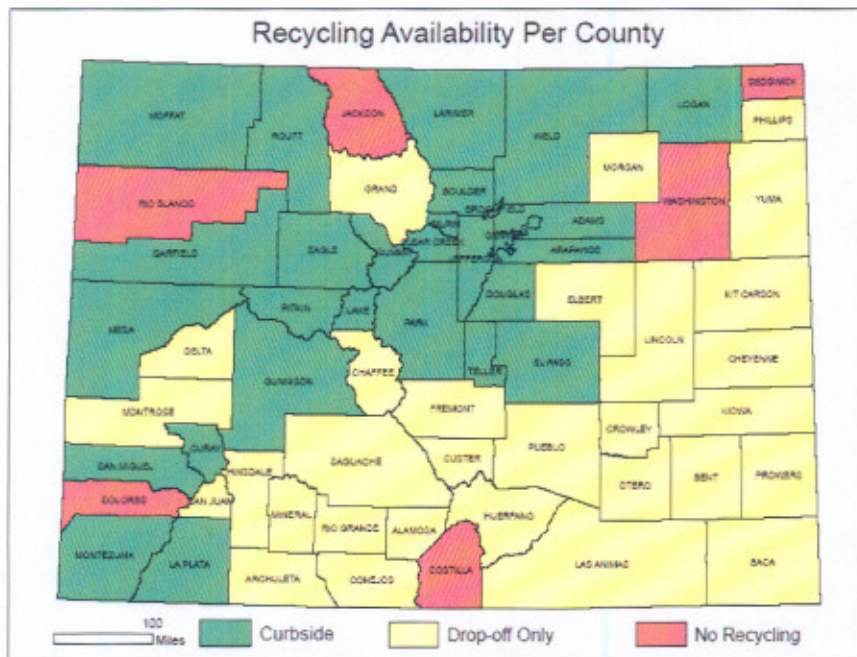 Recycling Availability Per County
MOFFAT
ROUTT
JACKSON
LARIMER
WELD
LOGAN
SEDGWICK
PHILLIPS
MORGAN
WASHINGTON
YUMA
GRAND
BOULDER
RIO BLANCO
GARFIELD
EAGLE
CLEAR CREEK
ADAMS
ARAPAHOE
DOUGLAS
ELBERT
KIT CARSON
PITKIN
LAKE
PARK
MESA
DELTA
GUNNISON
CHAFFEE
TELLER
EL PASO
LINCOLN
CHEYENNE
MONTROSE
FREMONT
KIOWA
OURAY
SAGUACHE
CUSTER
PUEBLO
CROWLEY
SAN MIGUEL
HINSDALE
OTERO
BENT
PROWERS
DOLORES
SAN JUAN
MINERAL
RIO GRANDE
ALAMOSA
HUERFANO
MONTEZUMA
LA PLATA
ARCHULETA
CONEJOS
COSTILLA
LAS ANIMAS
BACA
100
Miles
Curbside
Drop-off Only
No Recycling